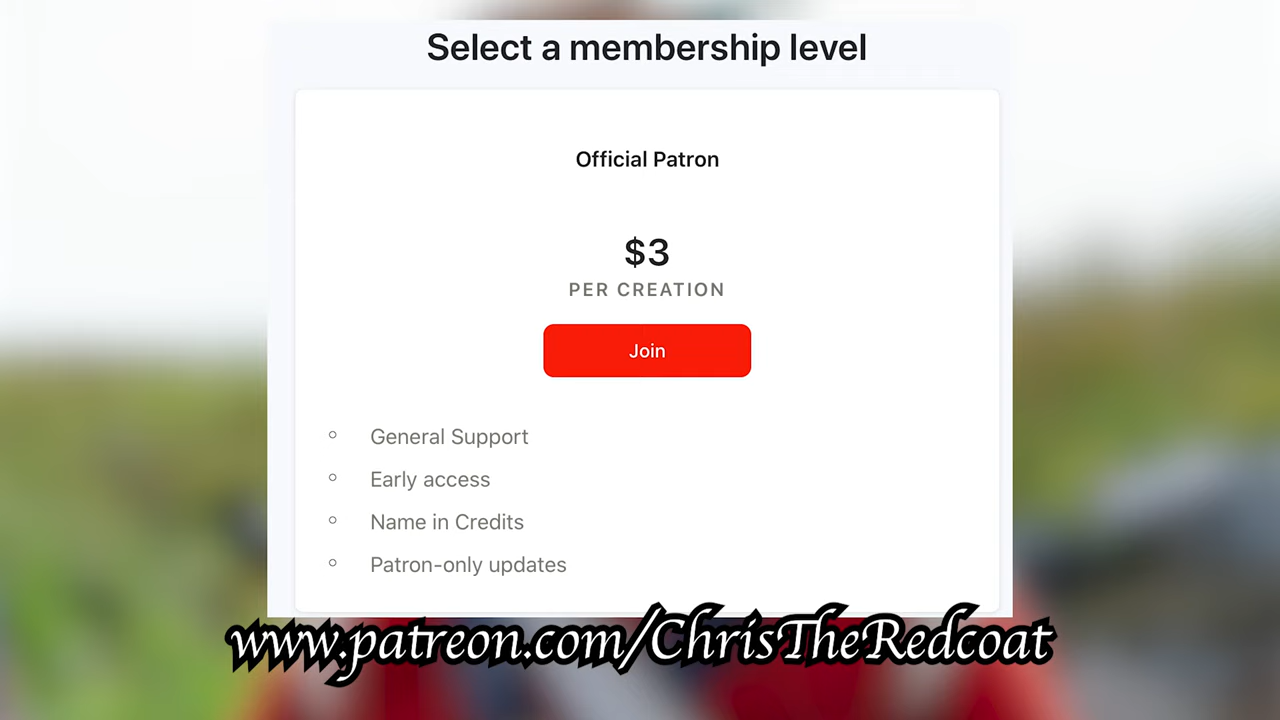 Select a membership level
Official Patron
$3
PER CREATION
Join
General Support
Early access
Name in Credits
Patron-only updates
www.patreon.com/ChrisTheRedcoat